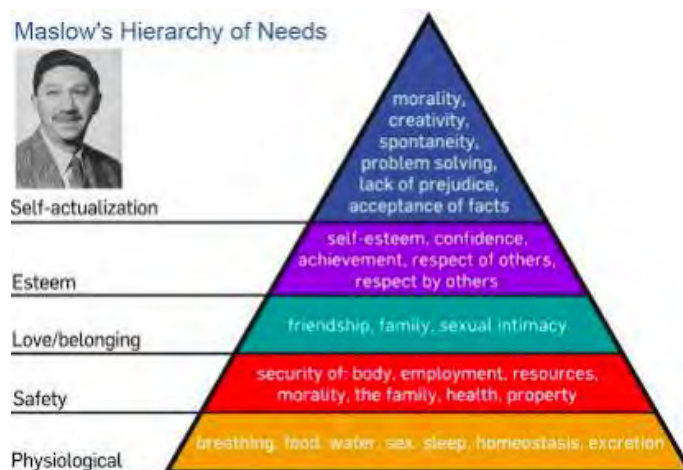 Maslow's Hierarchy of Needs
morality,
creativity,
spontaneity,
problem solving,
lack of prejudice,
acceptance of facts
Self-actualization
self-esteem, confidence,
achievement, respect of others,
respect by others
Esteem
friendship, family, sexual intimacy
Love/belonging
security of: body, employment, resources,
morality, the family, health, property
Safety
breathing, food, water, sex, sleep, homeostasis, excretion
Physiological